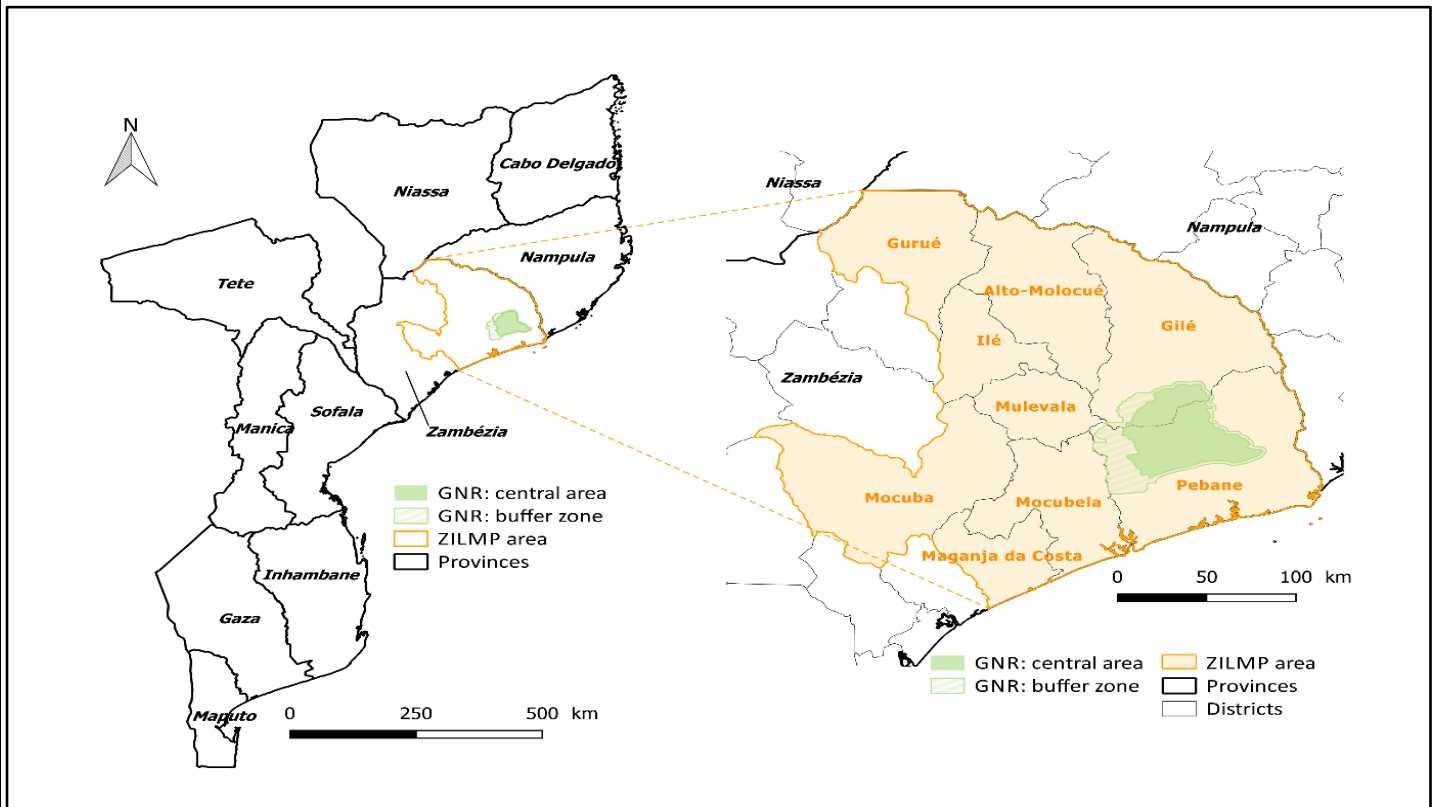 N
Cabo Delgado
Niassa
Nampula
Tete
Sofala
Manica
Zambézia
GNR: central area
GNR: buffer zone
ZILMP area
Provinces
Inhambane
Gaza
Maputo
0 250 500 km
Niassa
Nampula
Gurué
Alto-Molocué
Gilé
Ilé
Zambézia
Mulevala
Mocuba
Mocubela
Pebane
Maganja da Costa
0 50 100 km
GNR: central area
GNR: buffer zone
ZILMP area
Provinces
Districts